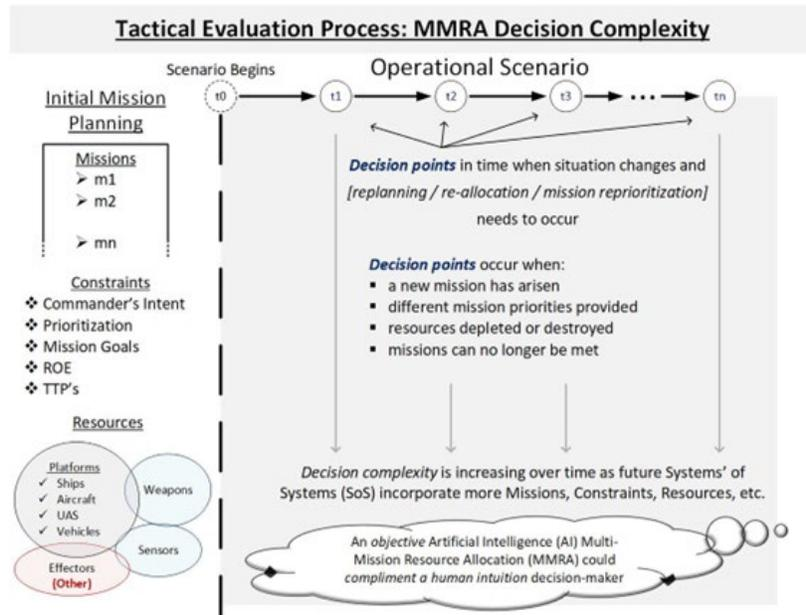 Tactical Evaluation Process: MMRA Decision Complexity
Scenario Begins
Operational Scenario
t0
t1
t2
t3
...
tn
Initial Mission
Planning
Missions
m1
m2
mn
Constraints
Commander's Intent
Prioritization
Mission Goals
ROE
TTP's
Resources
Platforms
Ships
Aircraft
UAS
Vehicles
Weapons
Sensors
Effectors
(Other)
Decision points in time when situation changes and
[replanning / re-allocation / mission reprioritization]
needs to occur
Decision points occur when:
a new mission has arisen
different mission priorities provided
resources depleted or destroyed
missions can no longer be met
Decision complexity is increasing over time as future Systems' of
Systems (SoS) incorporate more Missions, Constraints, Resources, etc.
An objective Artificial Intelligence (AI) Multi-
Mission Resource Allocation (MMRA) could
compliment a human intuition decision-maker